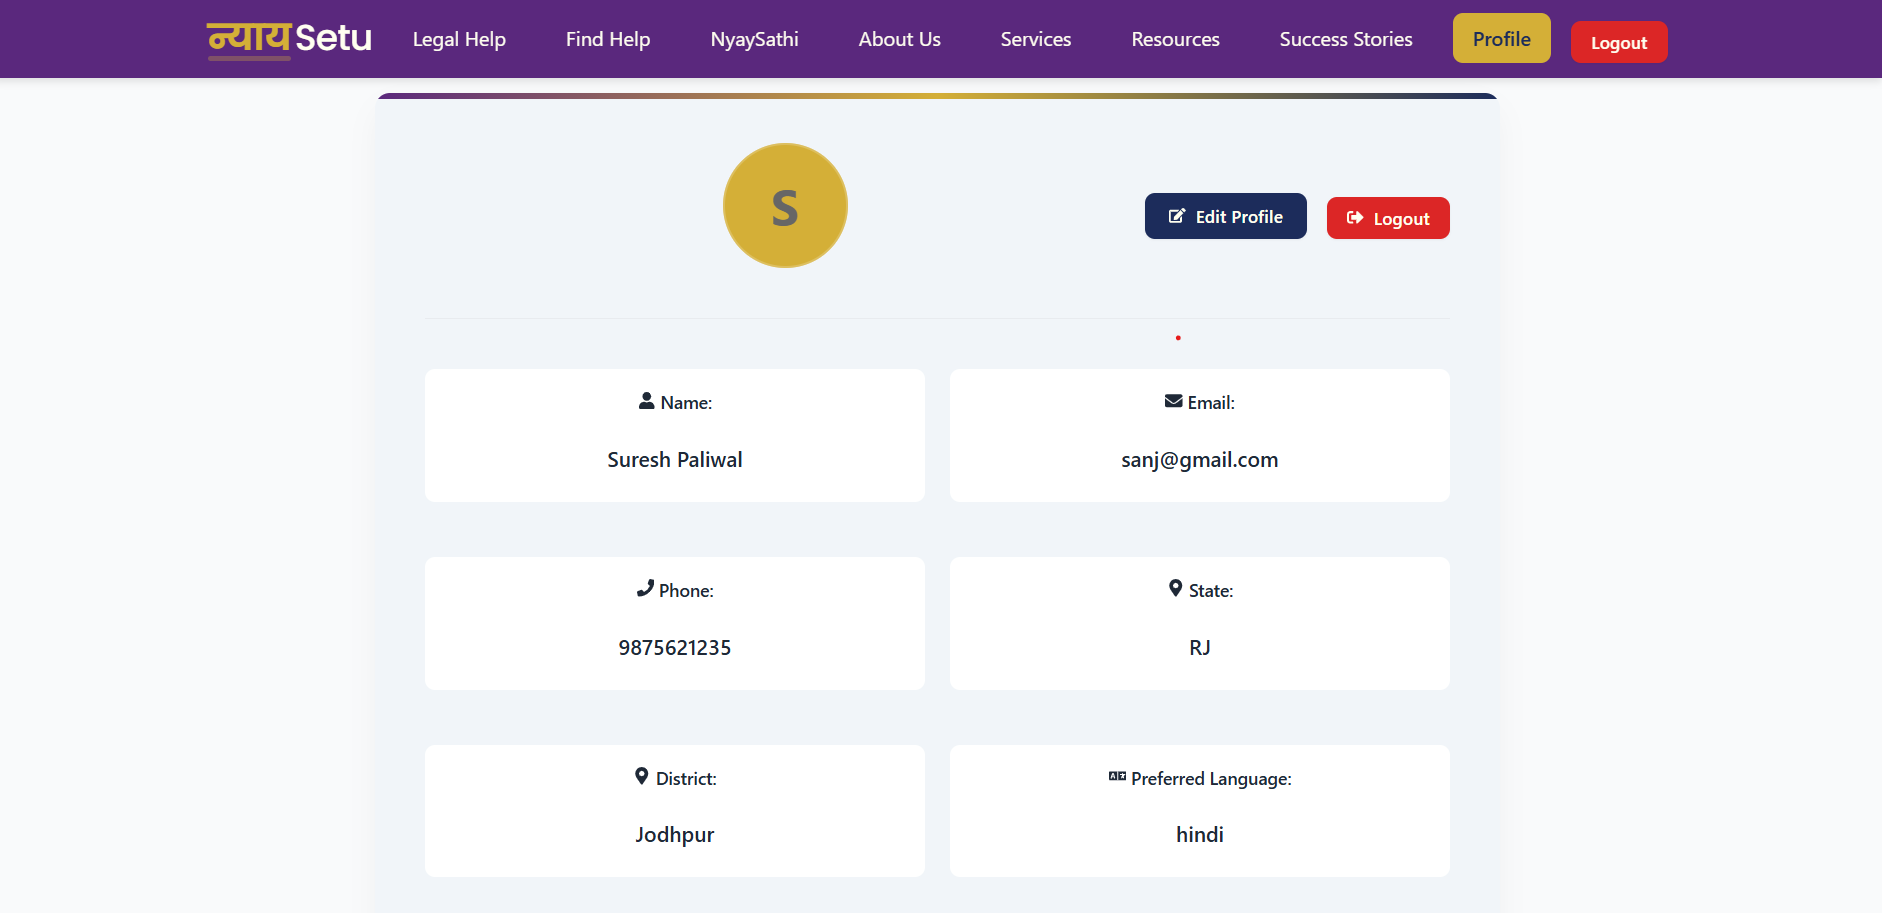 न्याय Setu Legal Help Find Help NyaySathi About Us Services Resources Success Stories Profile Logout
S
Edit Profile Logout
Name:
Suresh Paliwal
Email:
sanj@gmail.com
Phone:
9875621235
State:
RJ
District:
Jodhpur
Preferred Language:
hindi